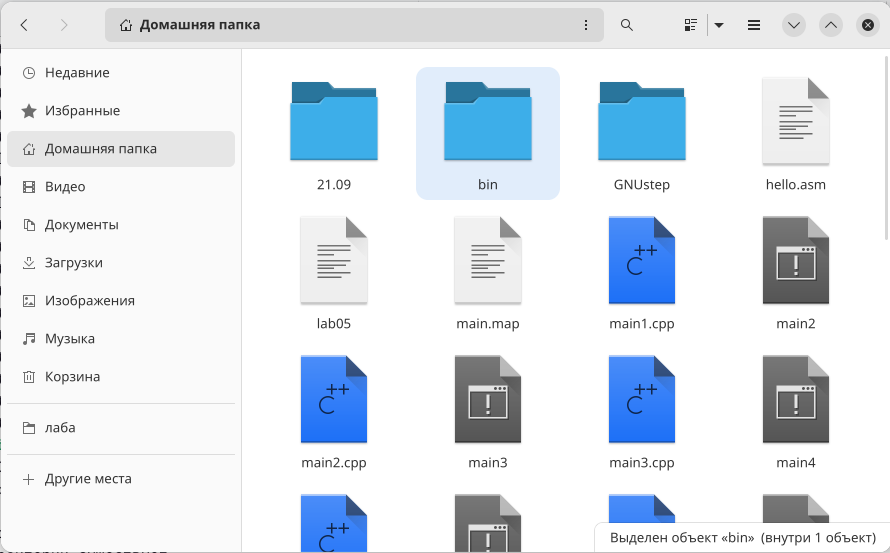 Домашняя папка
Недавние
Избранные
Домашняя папка
Видео
Документы
Загрузки
Изображения
Музыка
Корзина
лаба
Другие места
21.09
bin
GNUstep
hello.asm
lab05
main.map
main1.cpp
main2
main2.cpp
main3
main3.cpp
main4
C++
C++
C++
C++
Выделен объект «bin» (внутри 1 объект)